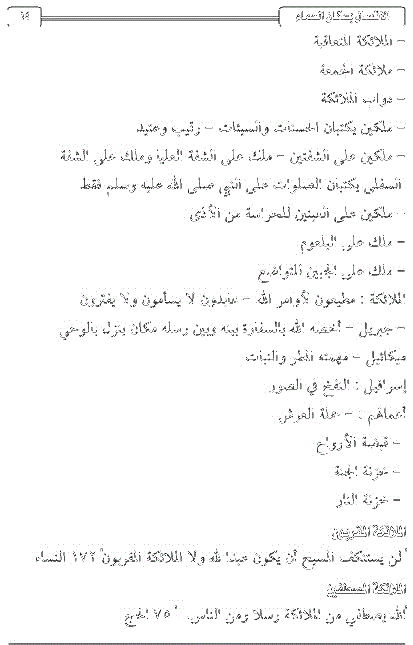 الاتصال بسكان السماء
١٤
– الملائكة المتعاقبة
– ملائكة الجمعة
– دواب الملائكة
– ملكين يكتبان الحسنات والسيئات – رقيب وعتيد
– ملكين على الشفتين – ملك على الشفة العليا وملك على الشفة
السفلى يكتبان الصلوات على النبي صلى الله عليه وسلم فقط
– ملكين على العينين للحراسة من الأذى
– ملك على البلعوم
– ملك على الجبين للتواضع
الملائكة : مطيعون لأوامر الله – عابدون لا يسأمون ولا يفترون
– جبريل – أخصه الله بالسفارة بينه وبين رسله فكان ينزل بالوحي
ميكائيل – مهمته المطر والنبات
إسرافيل : النفخ في الصور
أعمالهم : – حملة العرش
– قبضة الأرواح
– خزنة الجنة
– خزنة النار
الملائكة المقربون
"لن يستنكف المسيح أن يكون عبدا لله ولا الملائكة المقربون" ١٧٢ النساء
الملائكة المصطفين
"الله يصطفي من الملائكة رسلا ومن الناس. " ٧٥ الحج